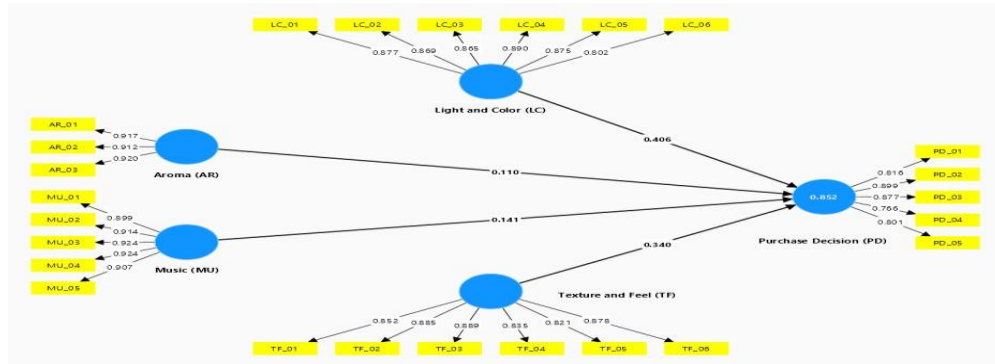 LC_01 LC_02 LC_03 LC_04 LC_05 LC_06
0.877 0.869 0.865 0.890 0.875 0.802
Light and Color (LC)
0.406
AR_01
AR_02
AR_03
0.917
0.912
0.920
Aroma (AR)
0.110
MU_01
MU_02
MU_03
MU_04
MU_05
0.899
0.914
0.924
0.924
0.907
Music (MU)
0.141
0.852
Purchase Decision (PD)
0.816
0.899
0.877
0.766
0.801
PD_01
PD_02
PD_03
PD_04
PD_05
0.340
Texture and Feel (TF)
0.852 0.885 0.889 0.835 0.821 0.878
TF_01 TF_02 TF_03 TF_04 TF_05 TF_06